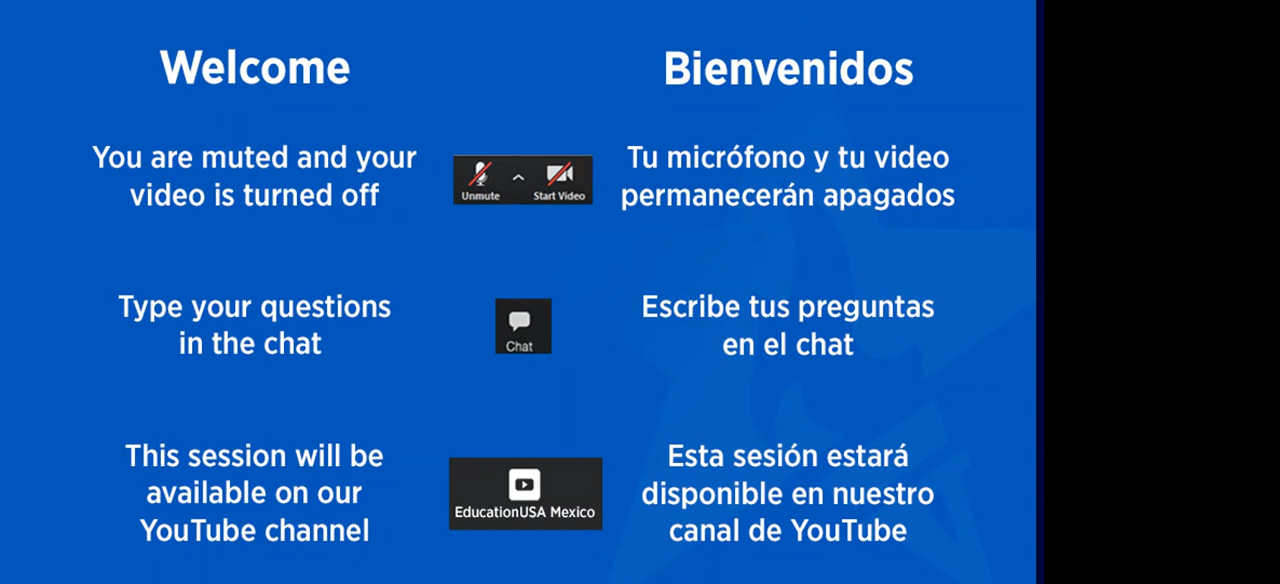 Welcome
Bienvenidos
You are muted and your
video is turned off
Unmute
Start Video
Tu micrófono y tu video
permanecerán apagados
Type your questions
in the chat
Chat
Escribe tus preguntas
en el chat
This session will be
available on our
YouTube channel
EducationUSA Mexico
Esta sesión estará
disponible en nuestro
canal de YouTube